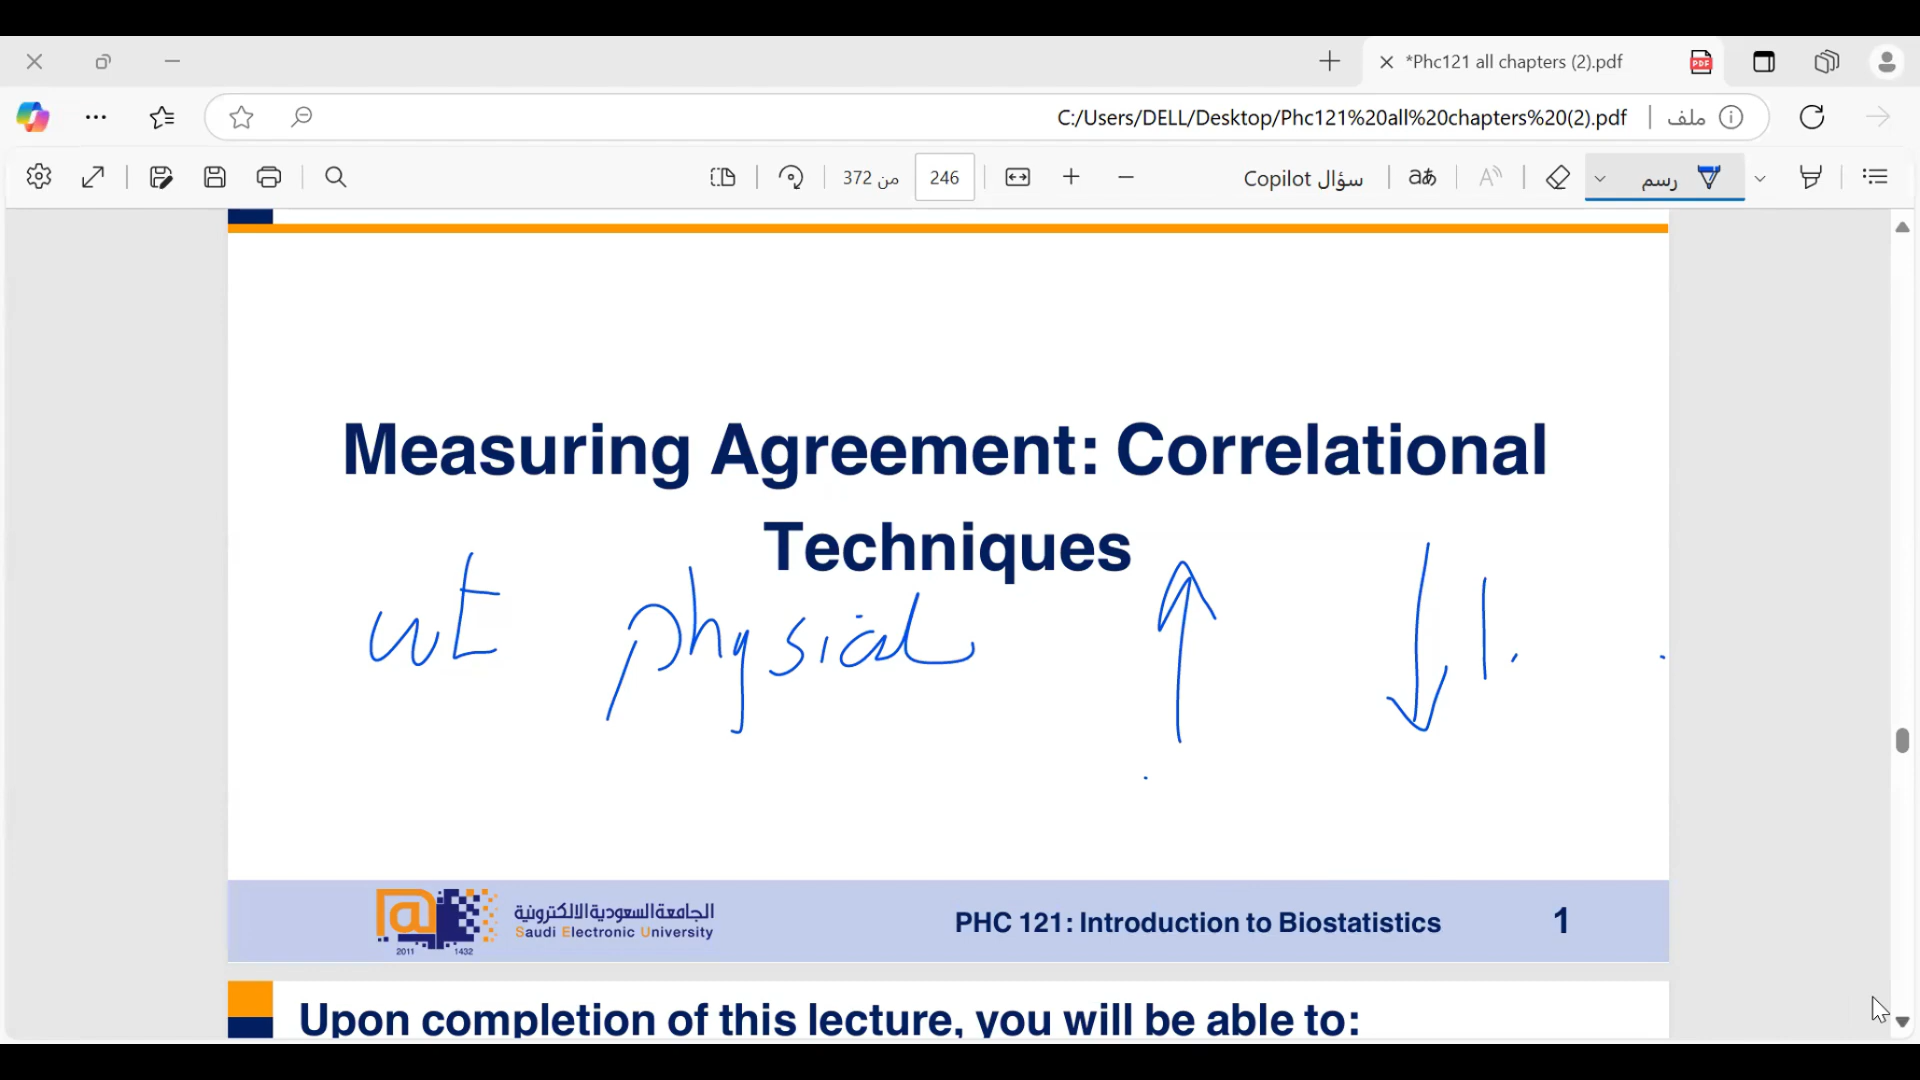 *Phc121 all chapters (2).pdf
C:/Users/DELL/Desktop/Phc121%20all%20chapters%20(2).pdf ملف
372 من 246 سؤال Copilot رسم
Measuring Agreement: Correlational
Techniques
wt physical
الجامعة السعودية الالكترونية
Saudi Electronic University
2011 1432
PHC 121: Introduction to Biostatistics 1
Upon completion of this lecture, you will be able to: